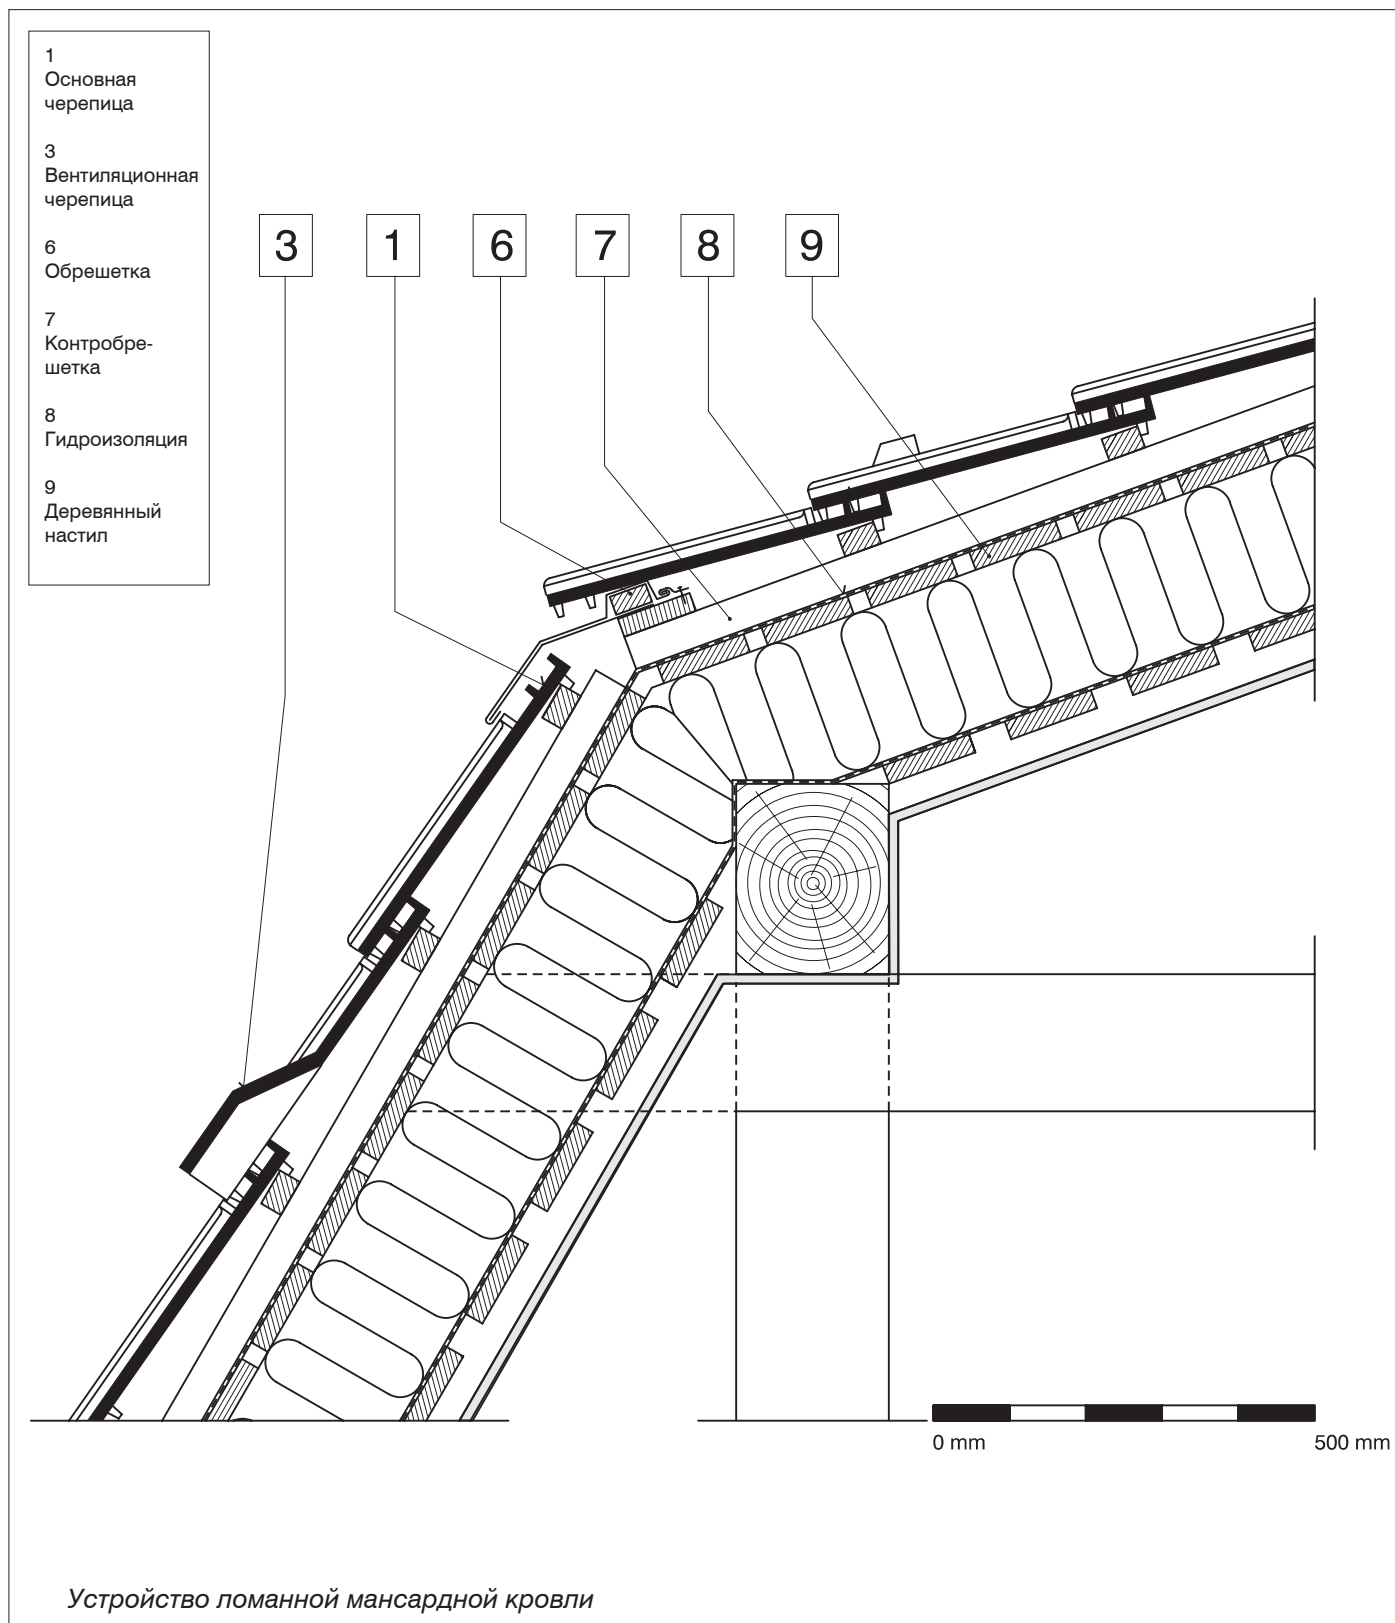 1
Основная
черепица
3
Вентиляционная
черепица
6
Обрешетка
7
Контробре-
шетка
8
Гидроизоляция
9
Деревянный
настил
3 1 6 7 8 9
0 mm 500 mm
Устройство ломанной мансардной кровли